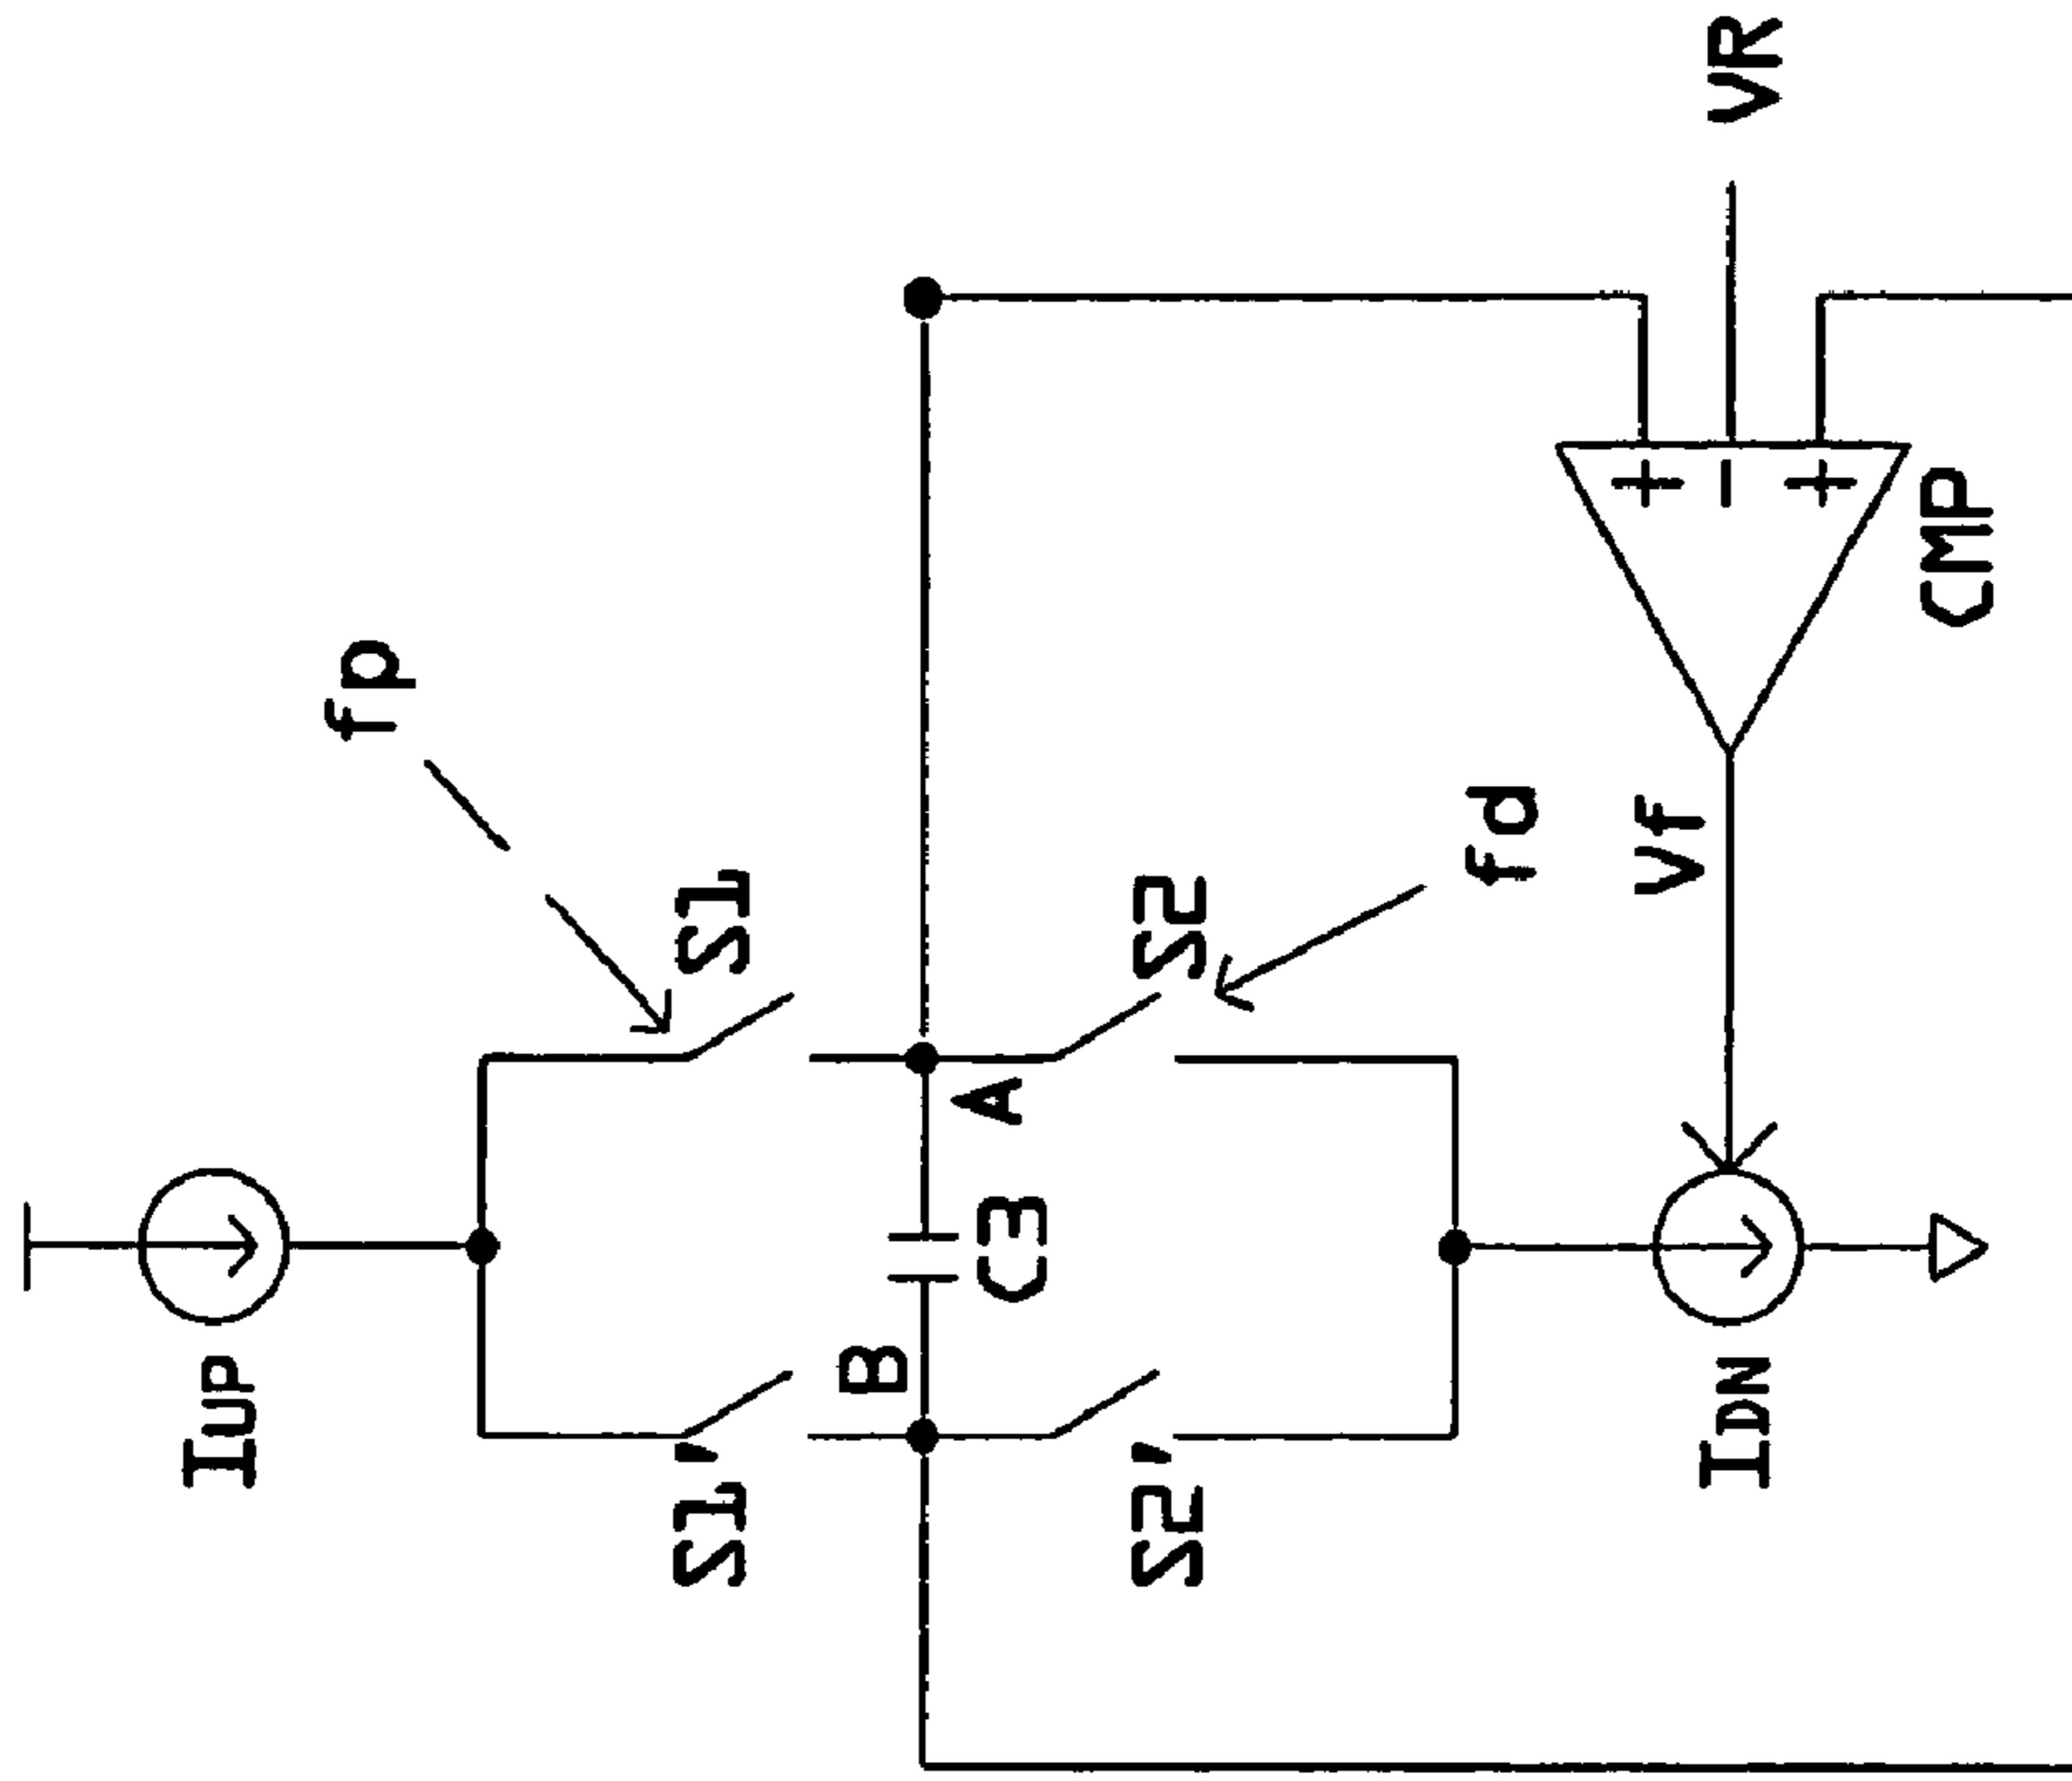 IUP
fp
S1
S1'
B
A
C3
S2
S2'
fd
Vf
IDN
VR
+
−
+
CMP